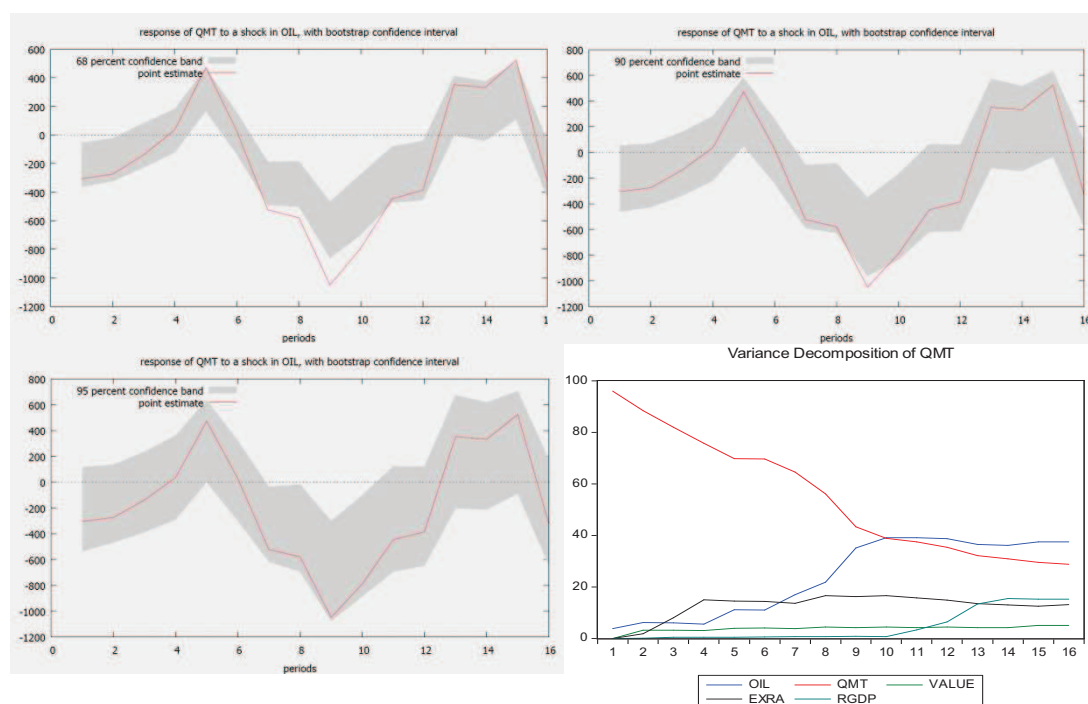 response of QMT to a shock in OIL, with bootstrap confidence interval
600
68 percent confidence band
point estimate
400
200
0
-200
-400
-600
-800
-1000
-1200
0 2 4 6 8 10 12 14 1
periods
response of QMT to a shock in OIL, with bootstrap confidence interval
800
90 percent confidence band
point estimate
600
400
200
0
-200
-400
-600
-800
-1000
-1200
0 2 4 6 8 10 12 14 16
periods
response of QMT to a shock in OIL, with bootstrap confidence interval
800
95 percent confidence band
point estimate
600
400
200
0
-200
-400
-600
-800
-1000
-1200
0 2 4 6 8 10 12 14 16
periods
Variance Decomposition of QMT
100
80
60
40
20
0
1 2 3 4 5 6 7 8 9 10 11 12 13 14 15 16
OIL QMT VALUE
EXRA RGDP